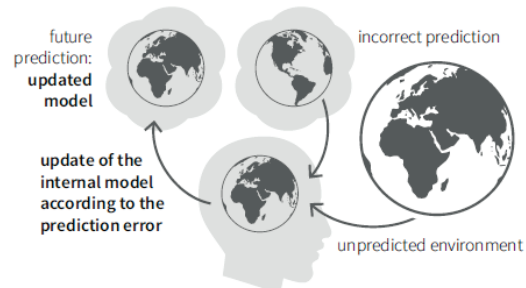 future
prediction:
updated
model
incorrect prediction
update of the
internal model
according to the
prediction error
unpredicted environment